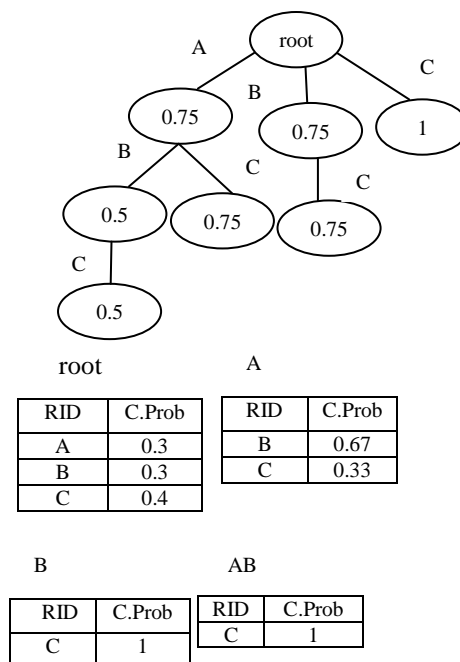 A
root
C
B
0.75
0.75
1
B
C
C
0.5
0.75
0.75
C
0.5
root
A
RID C.Prob
A 0.3
B 0.3
C 0.4
RID C.Prob
B 0.67
C 0.33
B
AB
RID C.Prob
C 1
RID C.Prob
C 1